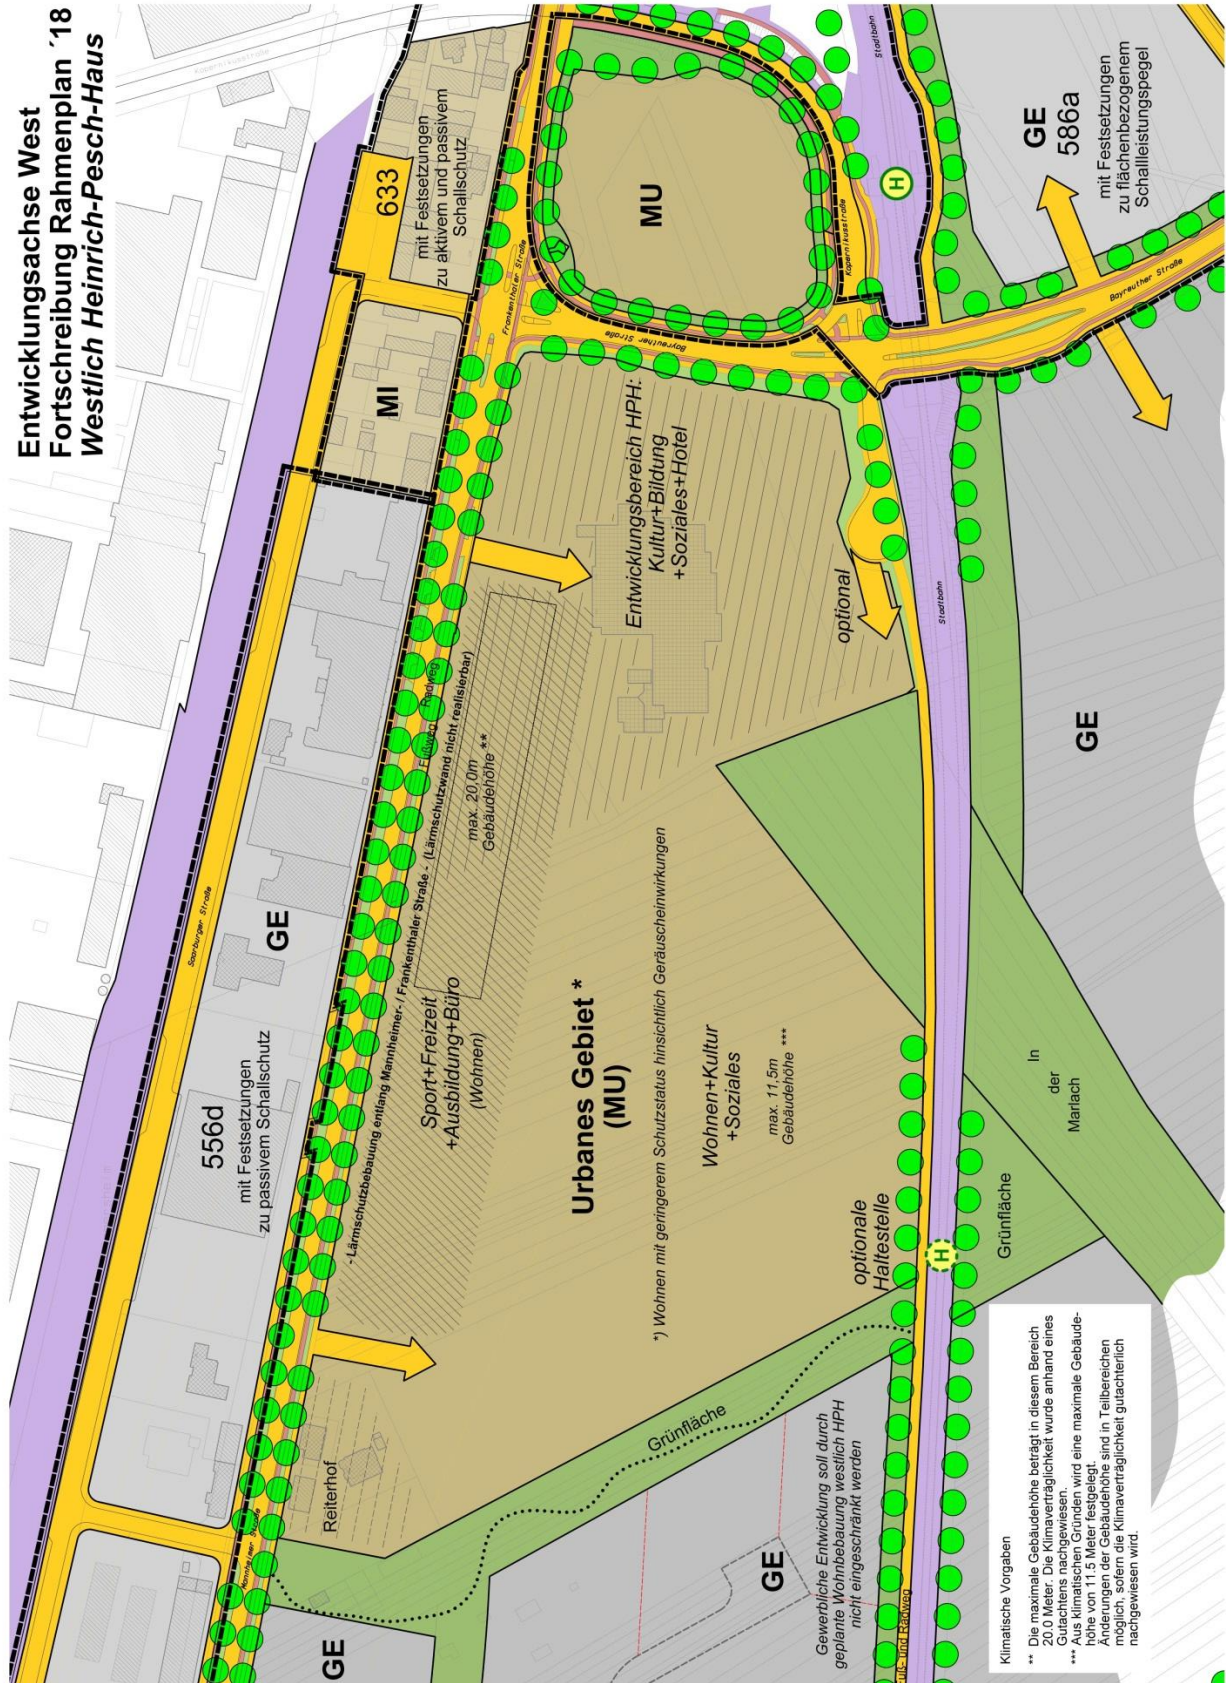 Entwicklungsachse West
Fortschreibung Rahmenplan ´18
Westlich Heinrich-Pesch-Haus
Kopernikusstraße
633
mit Festsetzungen
zu aktivem und passivem
Schallschutz
MI
MU
Frankenthaler Straße
Bayreuther Straße
Kopernikusstraße
Stadtbahn
H
GE
586a
mit Festsetzungen
zu flächenbezogenem
Schallleistungspegel
Bayreuther Straße
Saarburger Straße
GE
556d
mit Festsetzungen
zu passivem Schallschutz
Fußweg Radweg
- Lärmschutzbebauung entlang Mannheimer- / Frankenthaler Straße - (Lärmschutzwand nicht realisierbar)
max. 20,0m
Gebäudehöhe **
Sport+Freizeit
+Ausbildung+Büro
(Wohnen)
Entwicklungsbereich HPH:
Kultur+Bildung
+Soziales+Hotel
optional
Stadtbahn
Urbanes Gebiet *
(MU)
*) Wohnen mit geringerem Schutzstatus hinsichtlich Geräuscheinwirkungen
Wohnen+Kultur
+Soziales
max. 11,5m
Gebäudehöhe ***
optionale
Haltestelle
H
GE
In
der
Marlach
Grünfläche
Reiterhof
Mannheimer Straße
Grünfläche
GE
Gewerbliche Entwicklung soll durch
geplante Wohnbebauung westlich HPH
nicht eingeschränkt werden
GE
und Radweg
Klimatische Vorgaben
** Die maximale Gebäudehöhe beträgt in diesem Bereich
20.0 Meter. Die Klimaverträglichkeit wurde anhand eines
Gutachtens nachgewiesen.
*** Aus klimatischen Gründen wird eine maximale Gebäude-
höhe von 11.5 Meter festgelegt.
Änderungen der Gebäudehöhe sind in Teilbereichen
möglich, sofern die Klimaverträglichkeit gutachterlich
nachgewiesen wird.